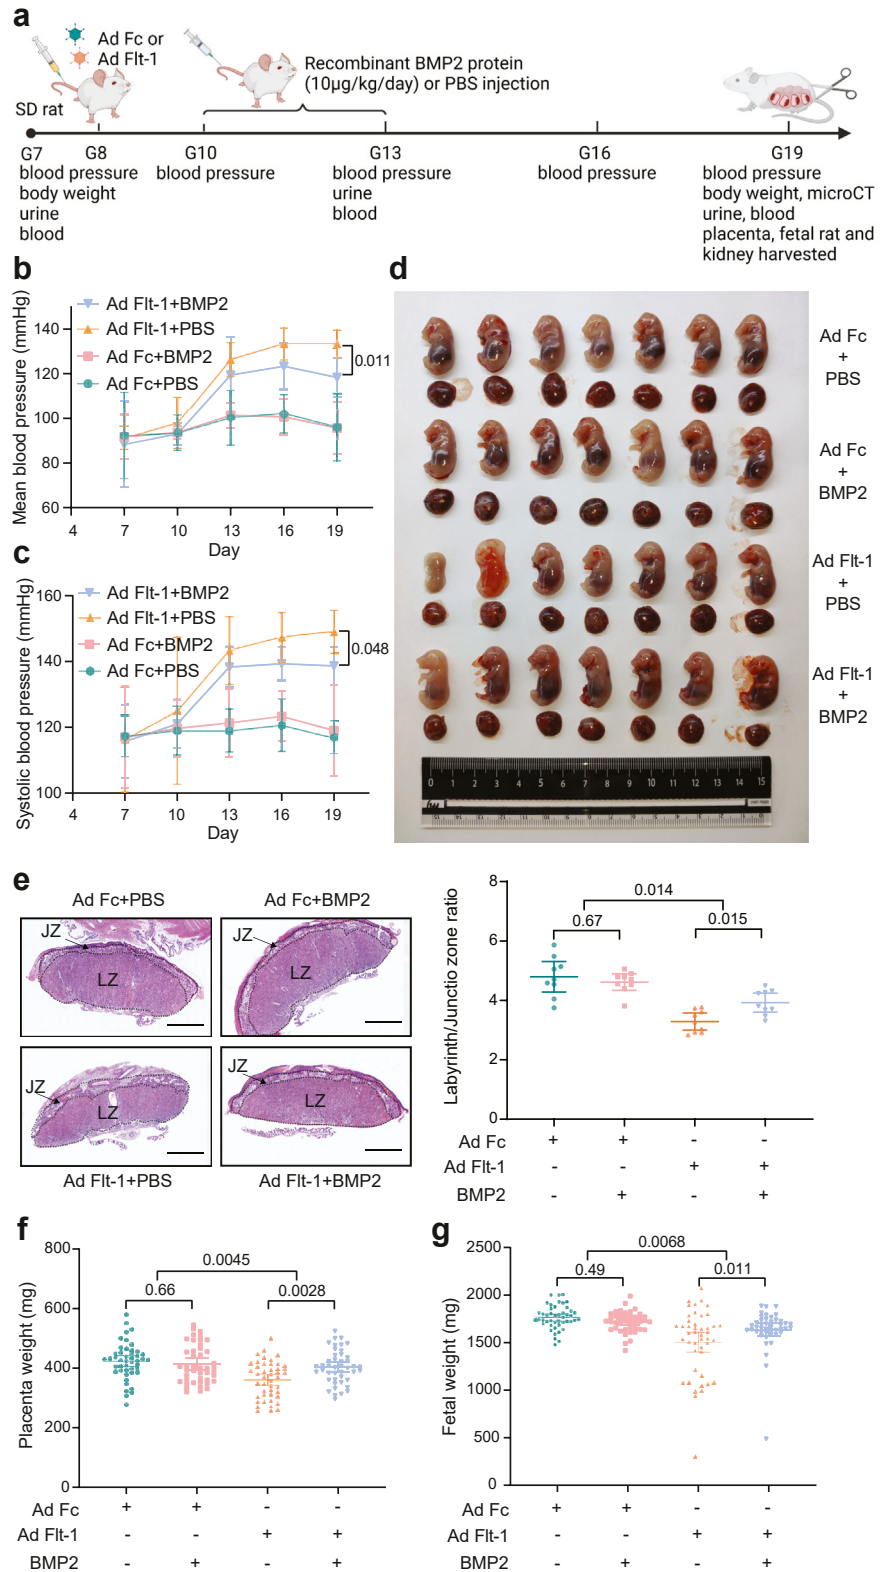 a
Ad Fc or
Ad Flt-1
Recombinant BMP2 protein
(10µg/kg/day) or PBS injection
SD rat
G7 G8 G10 G13 G16 G19
blood pressure
body weight
urine
blood
blood pressure
blood pressure
urine
blood
blood pressure
blood pressure
body weight, microCT
urine, blood
placenta, fetal rat and
kidney harvested
b
Mean blood pressure (mmHg)
Ad Flt-1+BMP2
Ad Flt-1+PBS
Ad Fc+BMP2
Ad Fc+PBS
0.011
140
120
100
80
60
4 7 10 13 16 19
Day
c
Systolic blood pressure (mmHg)
Ad Flt-1+BMP2
Ad Flt-1+PBS
Ad Fc+BMP2
Ad Fc+PBS
0.048
160
140
120
100
4 7 10 13 16 19
Day
d
Ad Fc
+
PBS
Ad Fc
+
BMP2
Ad Flt-1
+
PBS
Ad Flt-1
+
BMP2
0 1 2 3 4 5 6 7 8 9 10 11 12 13 14 15
e
Ad Fc+PBS
Ad Fc+BMP2
JZ
LZ
JZ
LZ
JZ
LZ
JZ
LZ
Ad Flt-1+PBS
Ad Flt-1+BMP2
Labyrinth/Junctio zone ratio
8
6
4
2
0
0.014
0.67
0.015
Ad Fc + + - -
Ad Flt-1 - - + +
BMP2 - + - +
f
Placenta weight (mg)
800
600
400
200
0
0.0045
0.66
0.0028
Ad Fc + + - -
Ad Flt-1 - - + +
BMP2 - + - +
g
Fetal weight (mg)
2500
2000
1500
1000
500
0
0.0068
0.49
0.011
Ad Fc + + - -
Ad Flt-1 - - + +
BMP2 - + - +